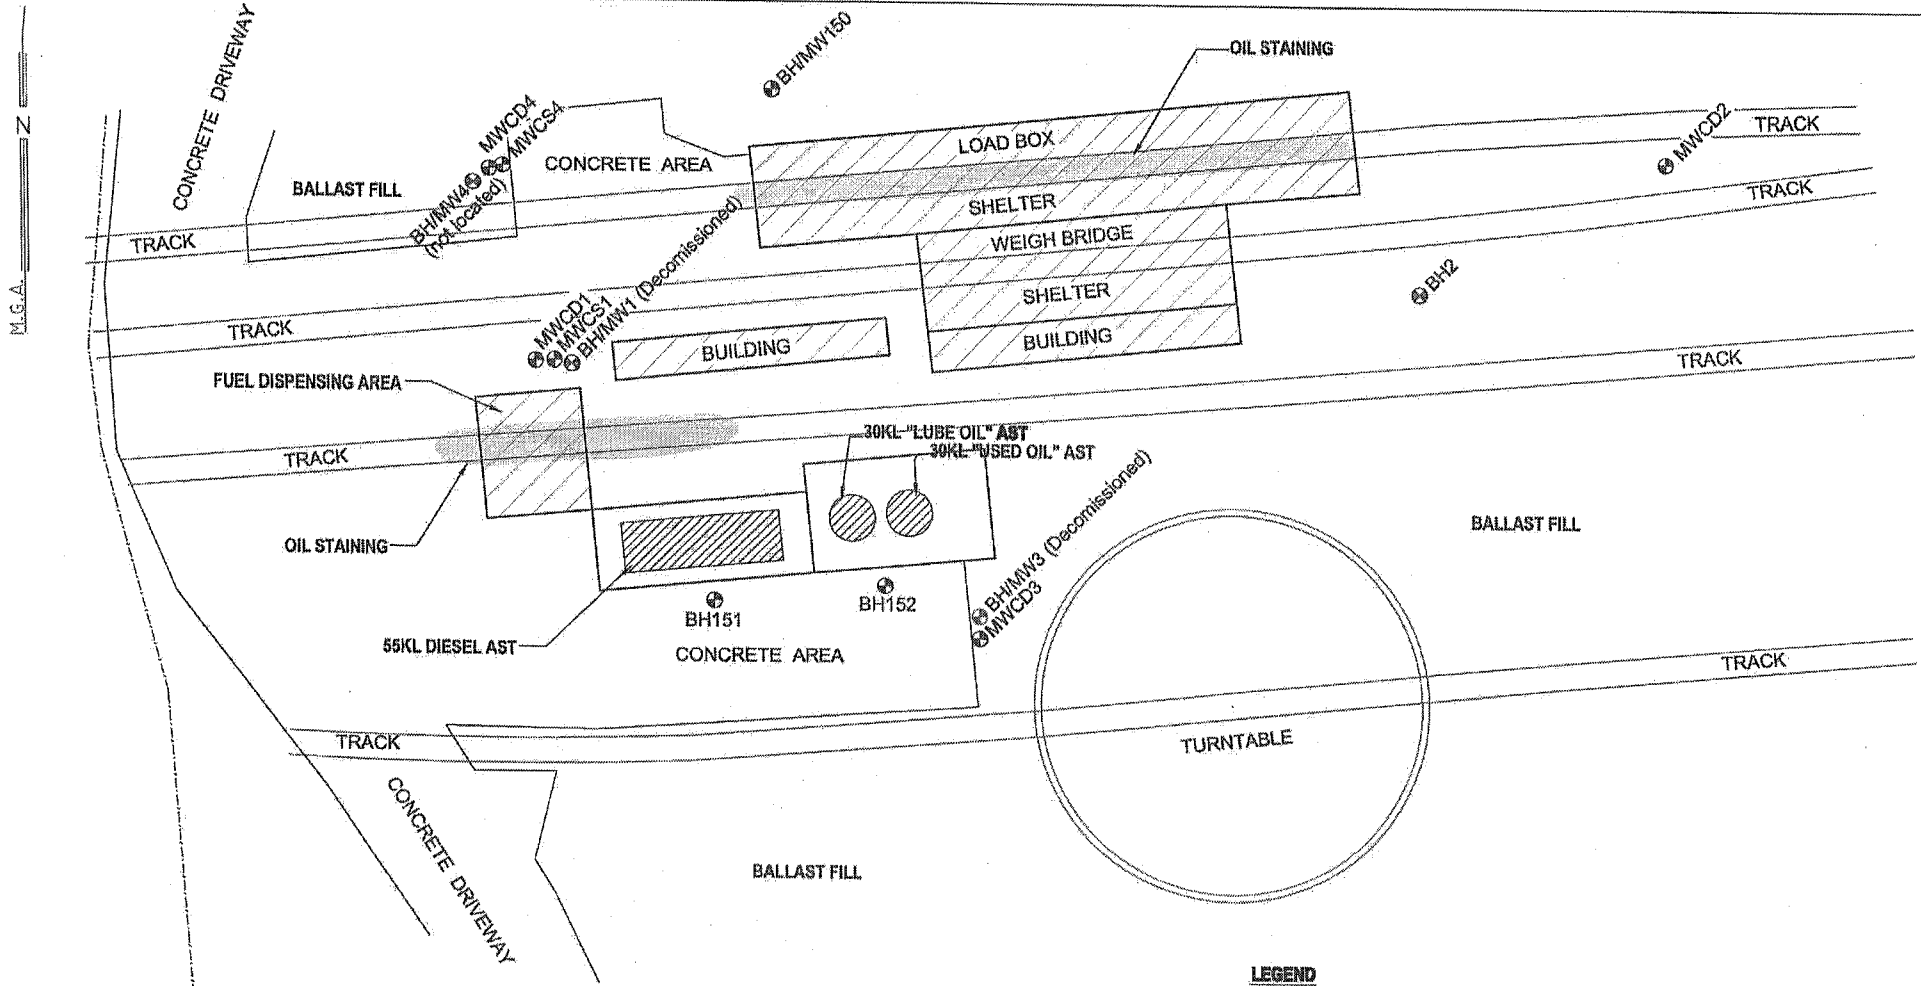 CONCRETE DRIVEWAY
BH/MW150
OIL STAINING
N
M.G.A.
MWCD4
MWCS4
BH/MW4
(not located)
BALLAST FILL
CONCRETE AREA
LOAD BOX
SHELTER
MWCD2
TRACK
TRACK
TRACK
WEIGH BRIDGE
SHELTER
BUILDING
BH2
TRACK
MWCD1
MWCS1
BH/MW1 (Decomissioned)
BUILDING
TRACK
FUEL DISPENSING AREA
30KL "LUBE OIL" AST
30KL "USED OIL" AST
TRACK
OIL STAINING
BH/MW3 (Decomissioned)
MWCD3
BALLAST FILL
BH151
BH152
55KL DIESEL AST
CONCRETE AREA
TRACK
TRACK
TURNTABLE
CONCRETE DRIVEWAY
BALLAST FILL
LEGEND